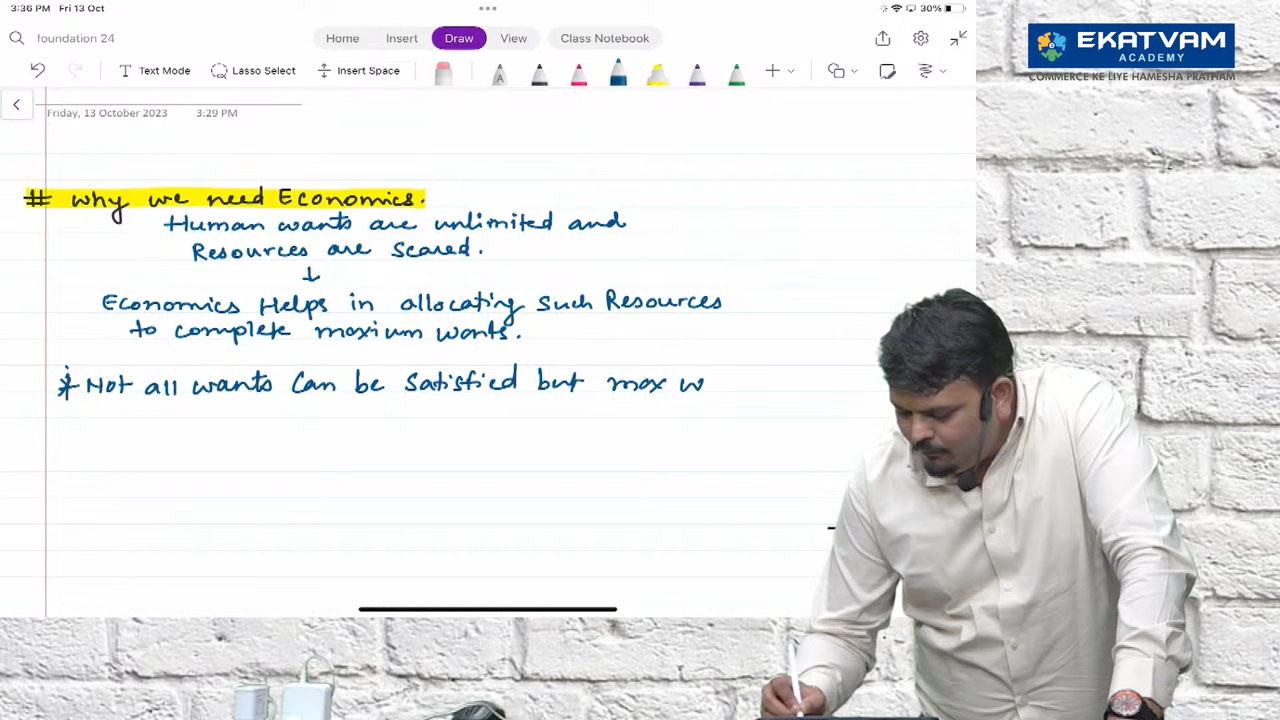 3:36 PM Fri 13 Oct
30%
foundation 24
Home Insert Draw View Class Notebook
Text Mode Lasso Select Insert Space
Friday, 13 October 2023 3:29 PM
# why we need Economics.
Human wants are unlimited and
Resources are Scared.
↓
Economics Helps in allocating such Resources
to complete maxium wants.
* Not all wants can be satisfied but max w
EKATVAM
ACADEMY
COMMERCE KE LIYE HAMESHA PRATHAM